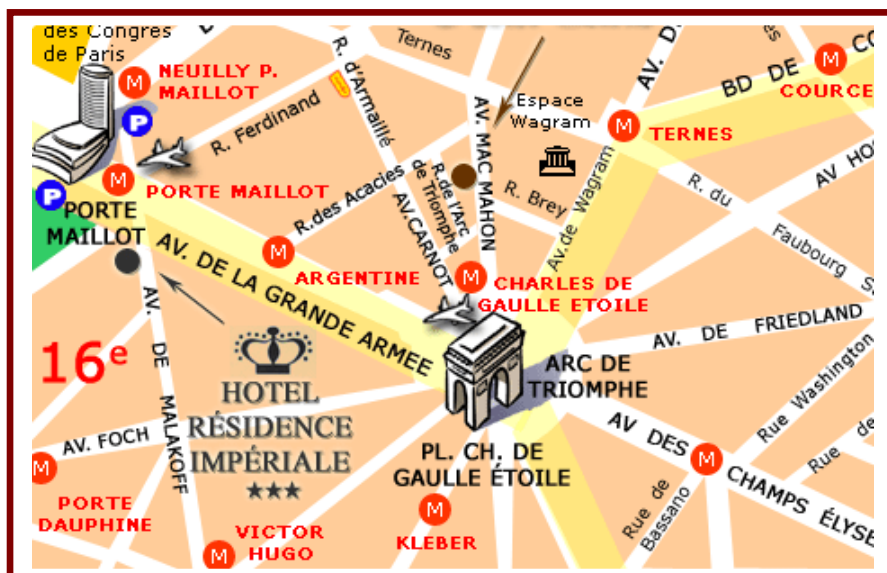 des Congrès
de Paris
M
NEUILLY P.
MAILLOT
P
R. Ferdinand
R. d'Armaillé
Ternes
AV. MAC MAHON
Espace
Wagram
M
TERNES
BD DE
M
COURCE
M
PORTE MAILLOT
P
PORTE
MAILLOT
R.des Acacies
R.de l'Arc
de Triomphe
AV.CARNOT
R. Brey
Av.de Wagram
R. du
Faubourg S
AV HO
M
ARGENTINE
AV. DE LA GRANDE ARMEE
M
CHARLES DE
GAULLE ETOILE
AV. DE FRIEDLAND
16e
AV. DE MALAKOFF
HOTEL
RÉSIDENCE
IMPÉRIALE
ARC DE
TRIOMPHE
Rue Washington
AV. FOCH
M
PORTE
DAUPHINE
PL. CH. DE
GAULLE ÉTOILE
AV DES CHAMPS ÉLYSE
M
Rue de
Rue de
Bassano
M
VICTOR
HUGO
M
KLEBER